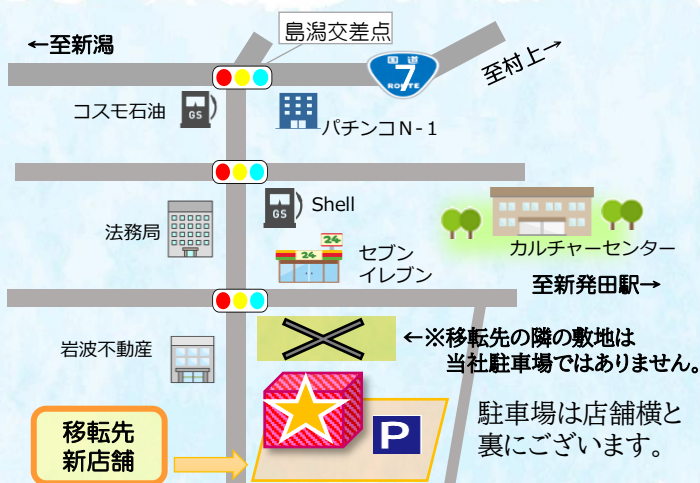 島潟交差点
←至新潟
国道
7
ROUTE
至村上→
コスモ石油
GS
パチンコN-1
GS
Shell
法務局
24
24
セブン
イレブン
カルチャーセンター
至新発田駅→
岩波不動産
←※移転先の隣の敷地は
当社駐車場ではありません。
移転先
新店舗
P
駐車場は店舗横と
裏にございます。